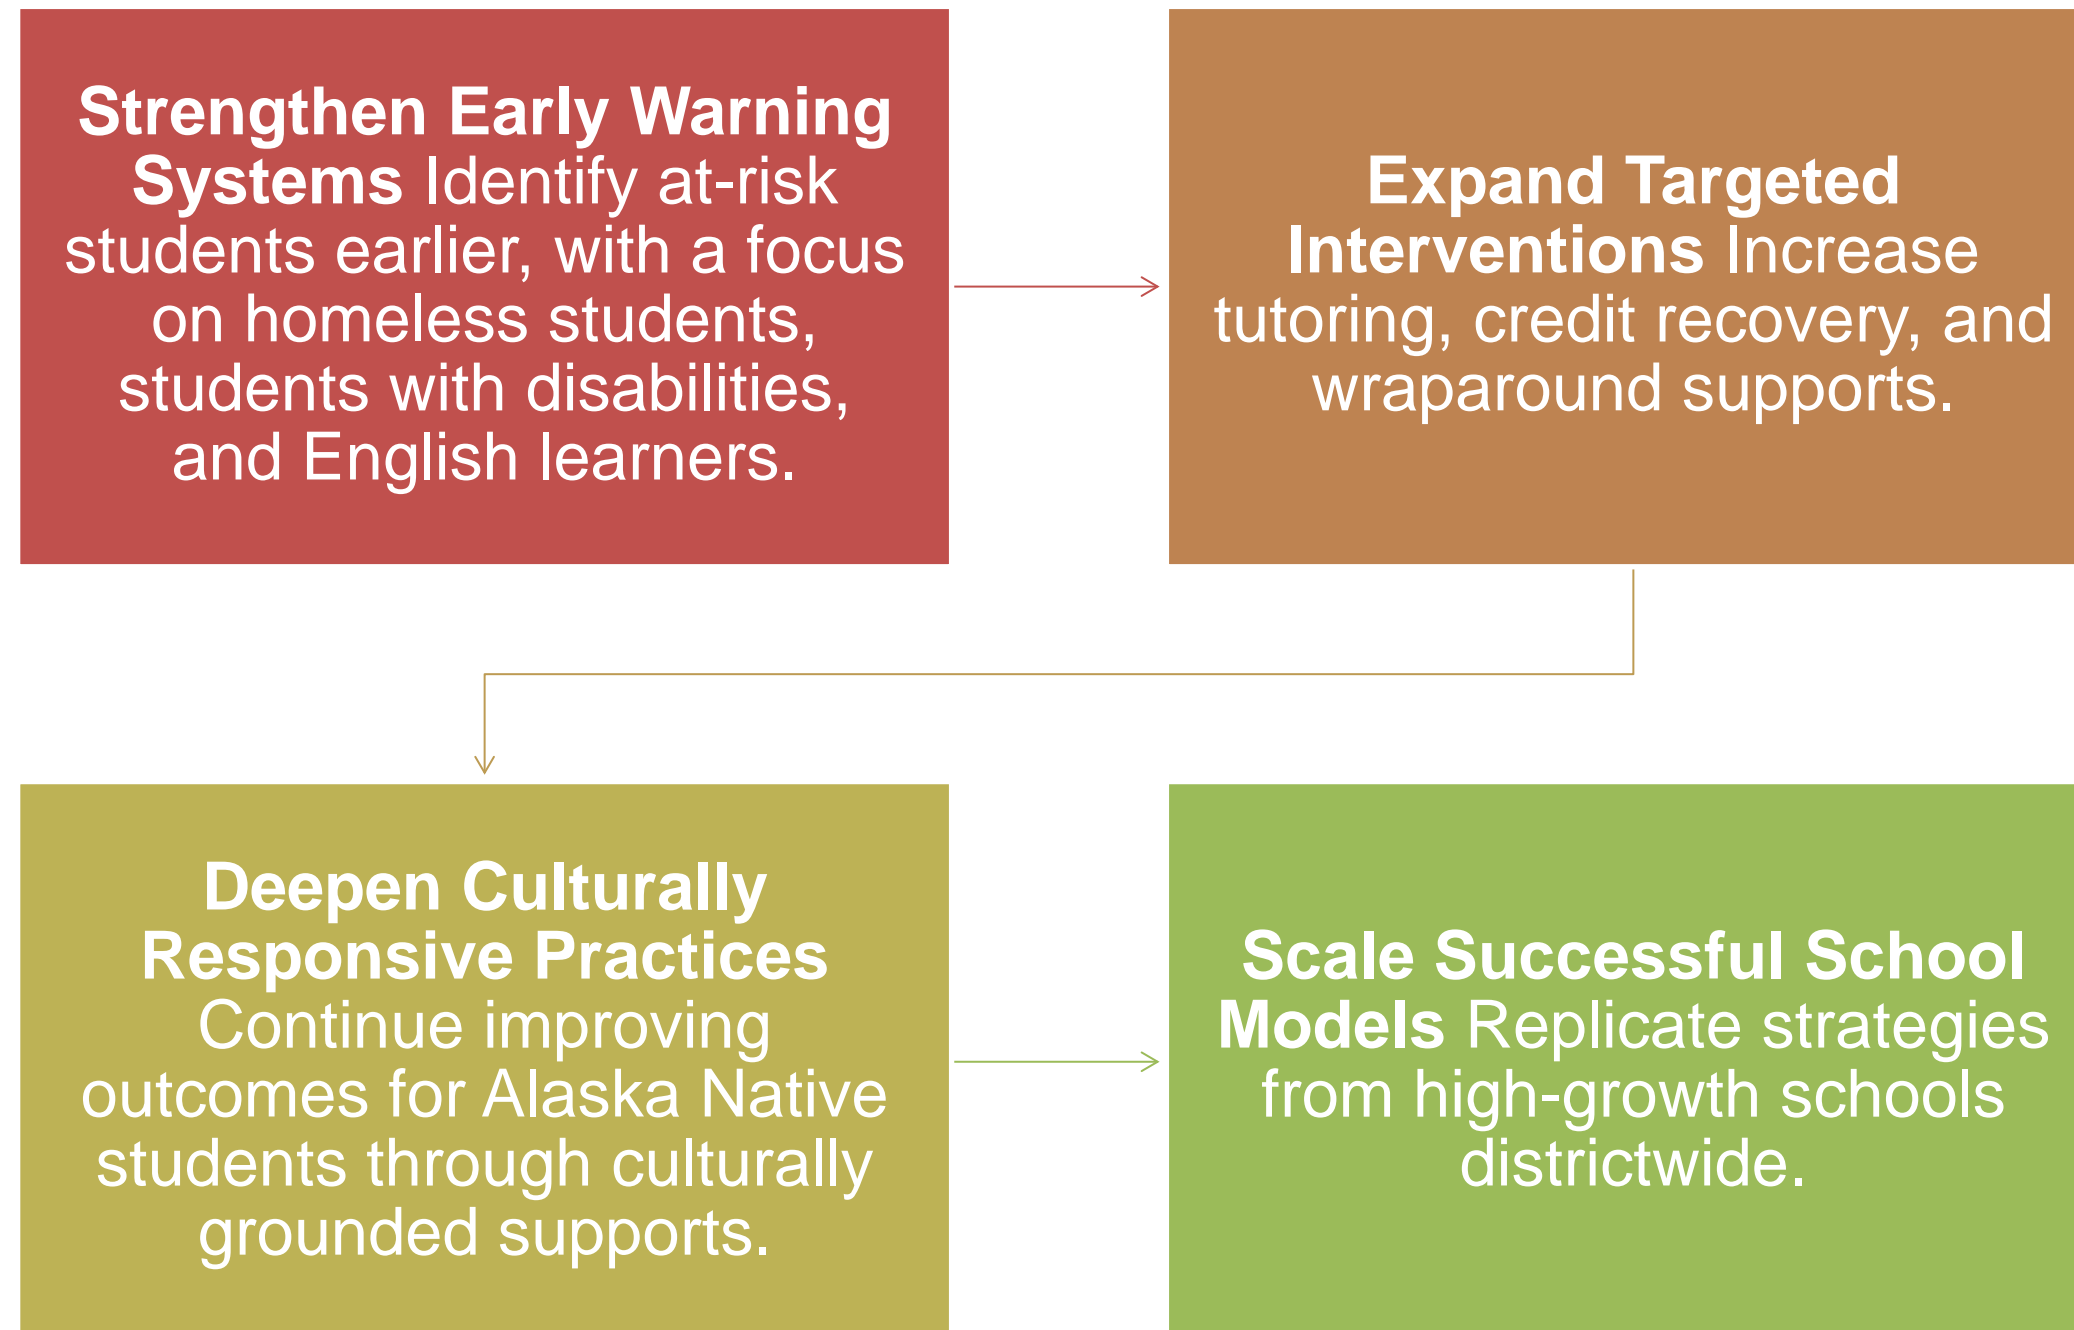 Strengthen Early Warning
Systems Identify at-risk
students earlier, with a focus
on homeless students,
students with disabilities,
and English learners.
Expand Targeted
Interventions Increase
tutoring, credit recovery, and
wraparound supports.
Deepen Culturally
Responsive Practices
Continue improving
outcomes for Alaska Native
students through culturally
grounded supports.
Scale Successful School
Models Replicate strategies
from high-growth schools
districtwide.